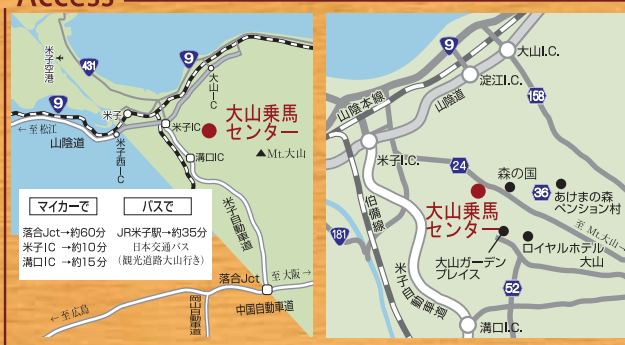 Access
米子空港
431
9
9
大山IC
米子
米子IC
大山乗馬
センター
←至松江
山陰道
米子西IC
▲Mt.大山
溝口IC
米子自動車道
マイカーで
落合Jct→約60分
米子IC →約10分
溝口IC →約15分
バスで
JR米子駅→約35分
日本交通バス
(観光道路大山行き)
落合Jct
至大阪→
中国自動車道
←至広島
岡山自動車道
9
大山I.C.
淀江I.C.
山陰本線
山陰道
158
米子I.C.
24
森の国
36
あけまの森
ペンション村
大山乗馬
センター
伯備線
至Mt.大山→
181
大山ガーデン
プレイス
ロイヤルホテル
大山
米子自動車道
52
溝口I.C.